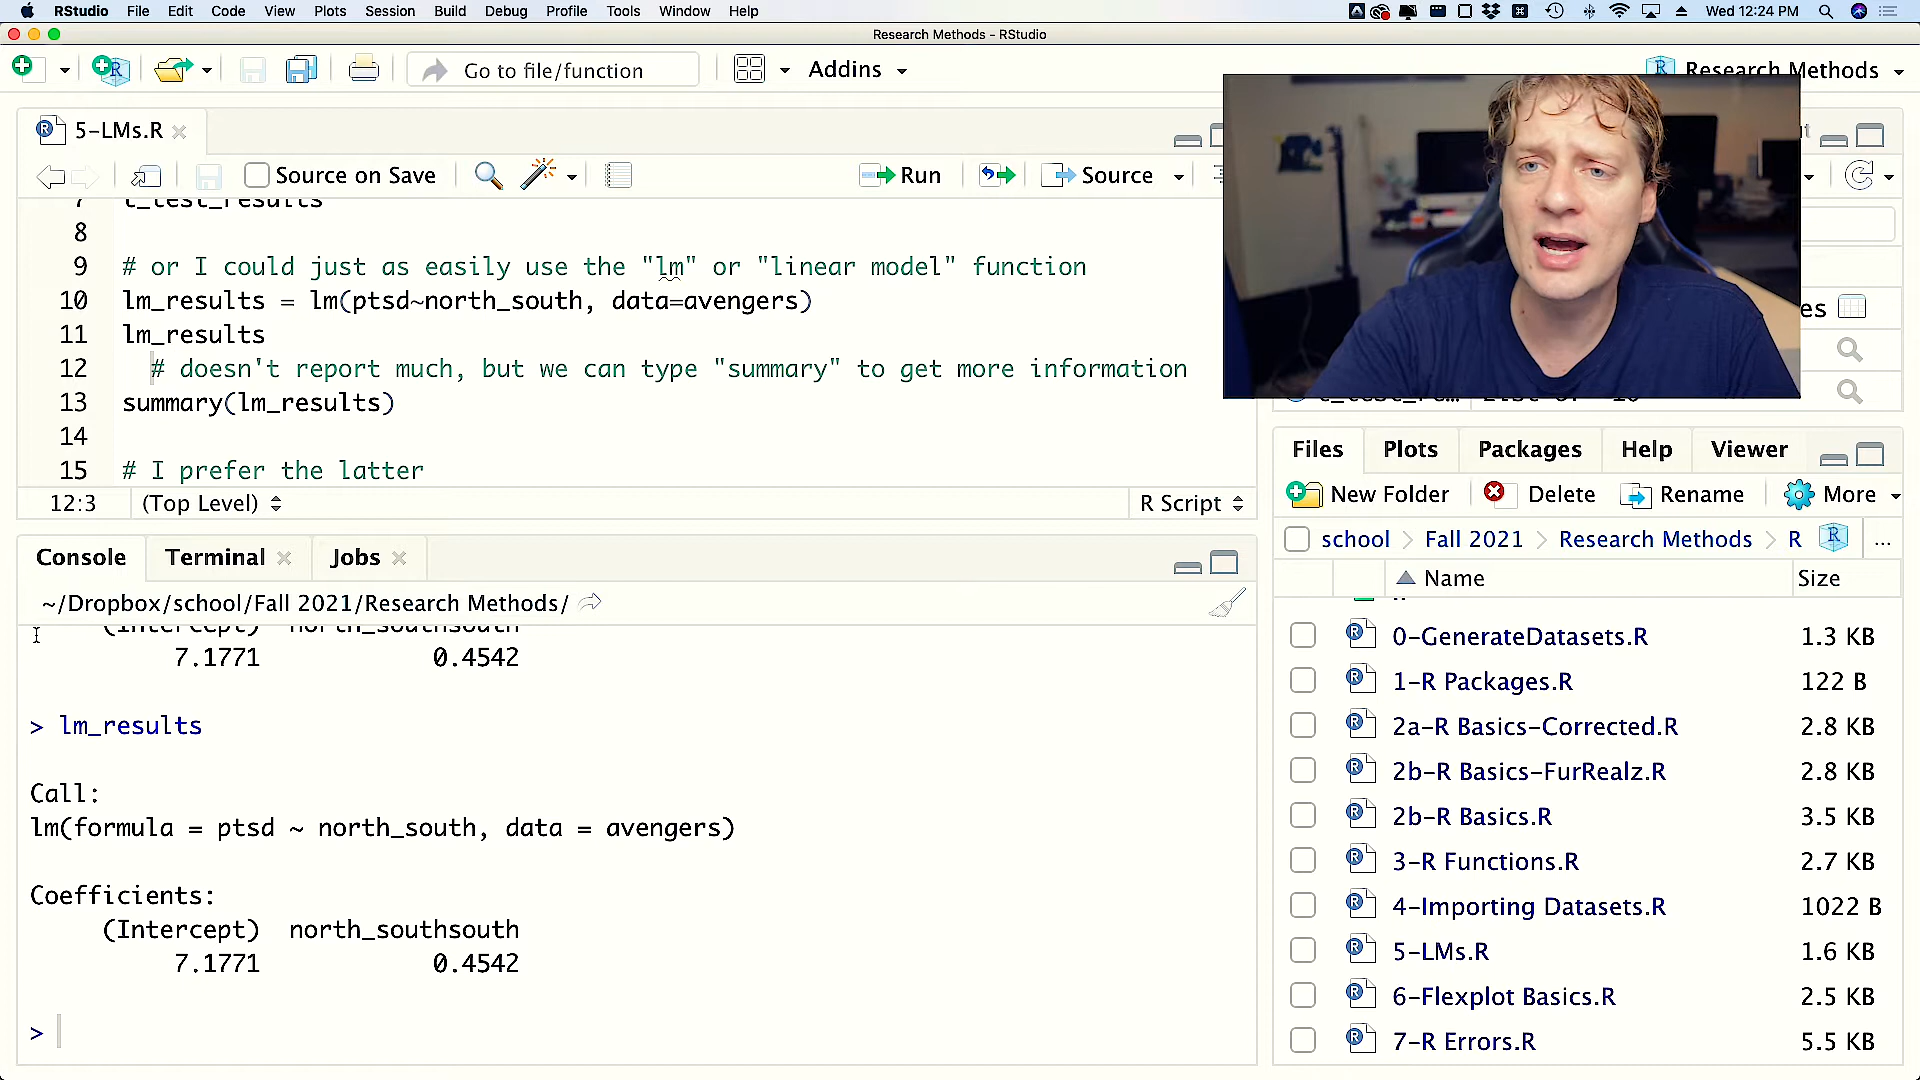 RStudio File Edit Code View Plots Session Build Debug Profile Tools Window Help Wed 12:24 PM
Research Methods - RStudio
Go to file/function Addins Research Methods
5-LMs.R
Source on Save Run Source
7 t_test_results
8
9 # or I could just as easily use the "lm" or "linear model" function
10 lm_results = lm(ptsd~north_south, data=avengers)
11 lm_results
12 # doesn't report much, but we can type "summary" to get more information
13 summary(lm_results)
14
15 # I prefer the latter
12:3 (Top Level) R Script
Console Terminal Jobs
~/Dropbox/school/Fall 2021/Research Methods/
(Intercept) north_southsouth
7.1771 0.4542
> lm_results
Call:
lm(formula = ptsd ~ north_south, data = avengers)
Coefficients:
(Intercept) north_southsouth
7.1771 0.4542
>
Files Plots Packages Help Viewer
New Folder Delete Rename More
school Fall 2021 Research Methods R ...
Name Size
0-GenerateDatasets.R 1.3 KB
1-R Packages.R 122 B
2a-R Basics-Corrected.R 2.8 KB
2b-R Basics-FurRealz.R 2.8 KB
2b-R Basics.R 3.5 KB
3-R Functions.R 2.7 KB
4-Importing Datasets.R 1022 B
5-LMs.R 1.6 KB
6-Flexplot Basics.R 2.5 KB
7-R Errors.R 5.5 KB